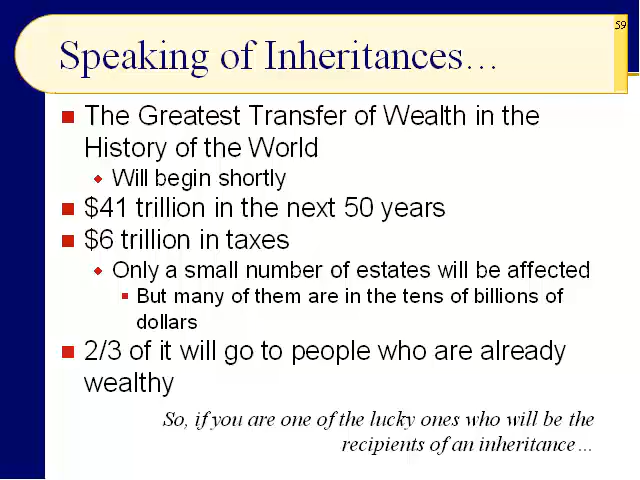 59
Speaking of Inheritances…
The Greatest Transfer of Wealth in the
History of the World
Will begin shortly
$41 trillion in the next 50 years
$6 trillion in taxes
Only a small number of estates will be affected
But many of them are in the tens of billions of
dollars
2/3 of it will go to people who are already
wealthy
So, if you are one of the lucky ones who will be the
recipients of an inheritance…